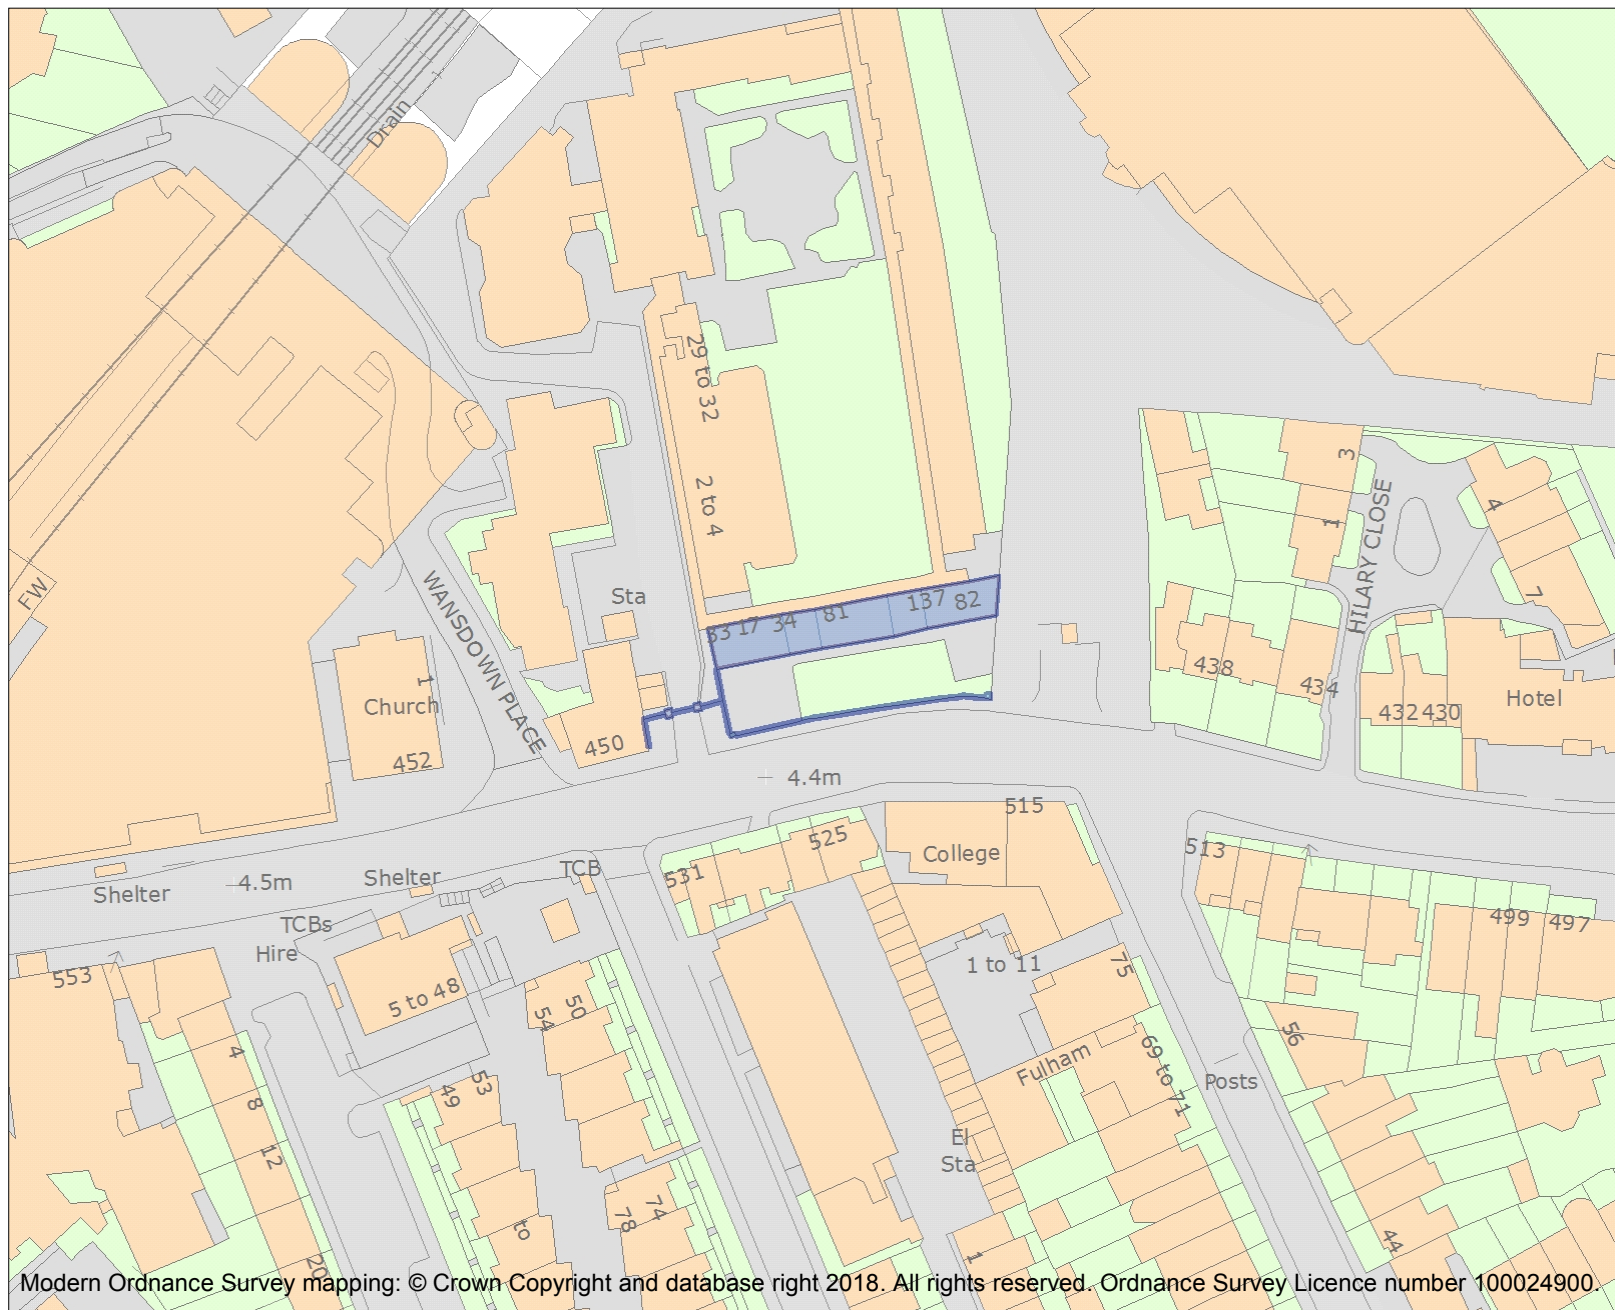 Drain
29 to 32
2 to 4
3
1
4
7
HILARY CLOSE
FW
WANSDOWN PLACE
Sta
33 17 34 81 137 82
438
434
432 430
Hotel
1
Church
452
450
4.4m
515
525
College
513
531
TCB
Shelter
4.5m
Shelter
TCBs
Hire
553
499
497
1 to 11
75
5 to 48
50
54
56
Fulham
69 to 71
Posts
4
8
12
20
53
49
to
El
Sta
74
78
1
44
Modern Ordnance Survey mapping: © Crown Copyright and database right 2018. All rights reserved. Ordnance Survey Licence number 100024900.